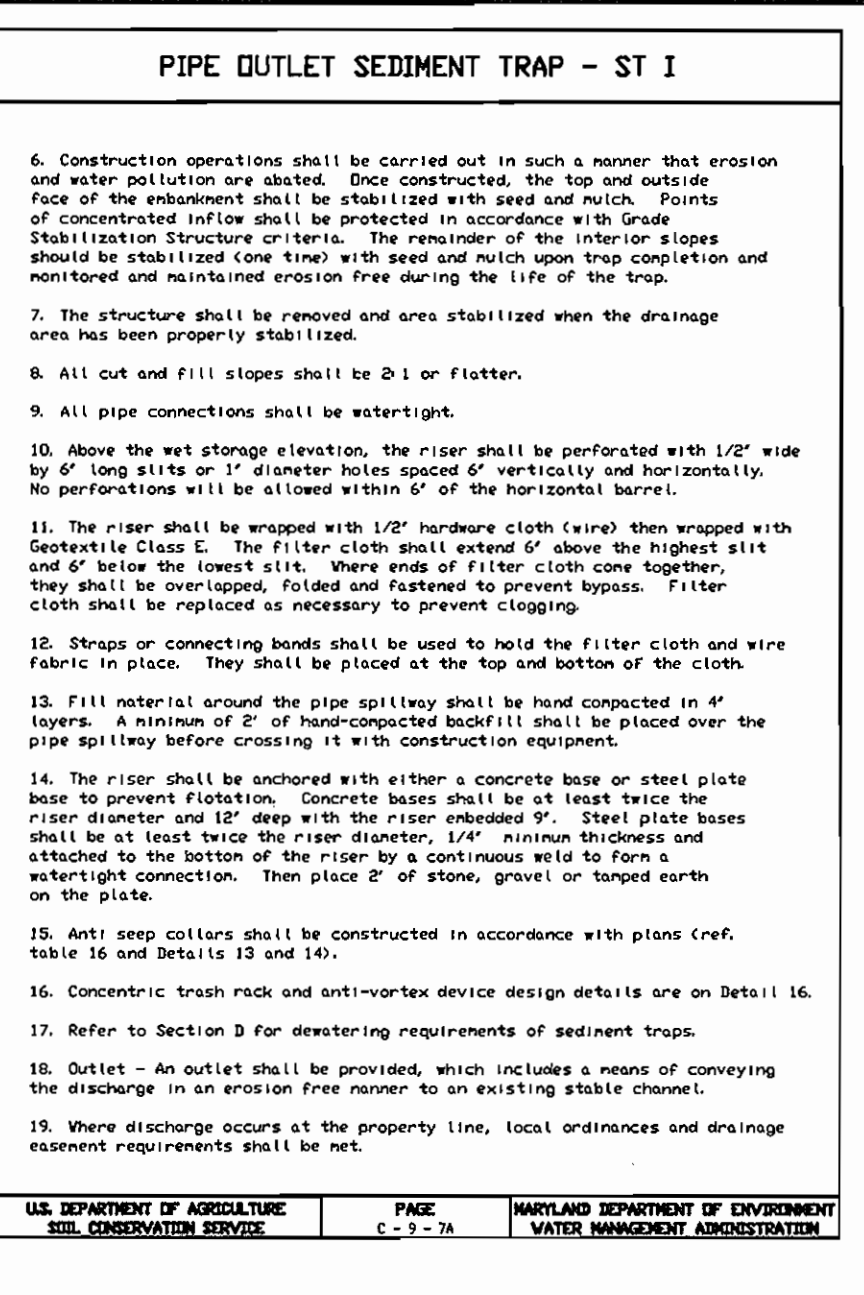 PIPE OUTLET SEDIMENT TRAP - ST I
6. Construction operations shall be carried out in such a manner that erosion
and water pollution are abated. Once constructed, the top and outside
face of the embankment shall be stabilized with seed and mulch. Points
of concentrated inflow shall be protected in accordance with Grade
Stabilization Structure criteria. The remainder of the interior slopes
should be stabilized (one time) with seed and mulch upon trap completion and
monitored and maintained erosion free during the life of the trap.
7. The structure shall be removed and area stabilized when the drainage
area has been properly stabilized.
8. All cut and fill slopes shall be 2:1 or flatter.
9. All pipe connections shall be watertight.
10. Above the wet storage elevation, the riser shall be perforated with 1/2" wide
by 6" long slits or 1" diameter holes spaced 6" vertically and horizontally.
No perforations will be allowed within 6" of the horizontal barrel.
11. The riser shall be wrapped with 1/2" hardware cloth (wire) then wrapped with
Geotextile Class E. The filter cloth shall extend 6" above the highest slit
and 6" below the lowest slit. Where ends of filter cloth come together,
they shall be overlapped, folded and fastened to prevent bypass. Filter
cloth shall be replaced as necessary to prevent clogging.
12. Straps or connecting bands shall be used to hold the filter cloth and wire
fabric in place. They shall be placed at the top and bottom of the cloth.
13. Fill material around the pipe spillway shall be hand compacted in 4"
layers. A minimum of 2' of hand-compacted backfill shall be placed over the
pipe spillway before crossing it with construction equipment.
14. The riser shall be anchored with either a concrete base or steel plate
base to prevent flotation. Concrete bases shall be at least twice the
riser diameter and 12" deep with the riser embedded 9". Steel plate bases
shall be at least twice the riser diameter, 1/4" minimum thickness and
attached to the bottom of the riser by a continuous weld to form a
watertight connection. Then place 2' of stone, gravel or tamped earth
on the plate.
15. Anti seep collars shall be constructed in accordance with plans (ref.
table 16 and Details 13 and 14).
16. Concentric trash rack and anti-vortex device design details are on Detail 16.
17. Refer to Section D for dewatering requirements of sediment traps.
18. Outlet - An outlet shall be provided, which includes a means of conveying
the discharge in an erosion free manner to an existing stable channel.
19. Where discharge occurs at the property line, local ordinances and drainage
easement requirements shall be met.
U.S. DEPARTMENT OF AGRICULTURE
SOIL CONSERVATION SERVICE
PAGE
C - 9 - 7A
MARYLAND DEPARTMENT OF ENVIRONMENT
WATER MANAGEMENT ADMINISTRATION